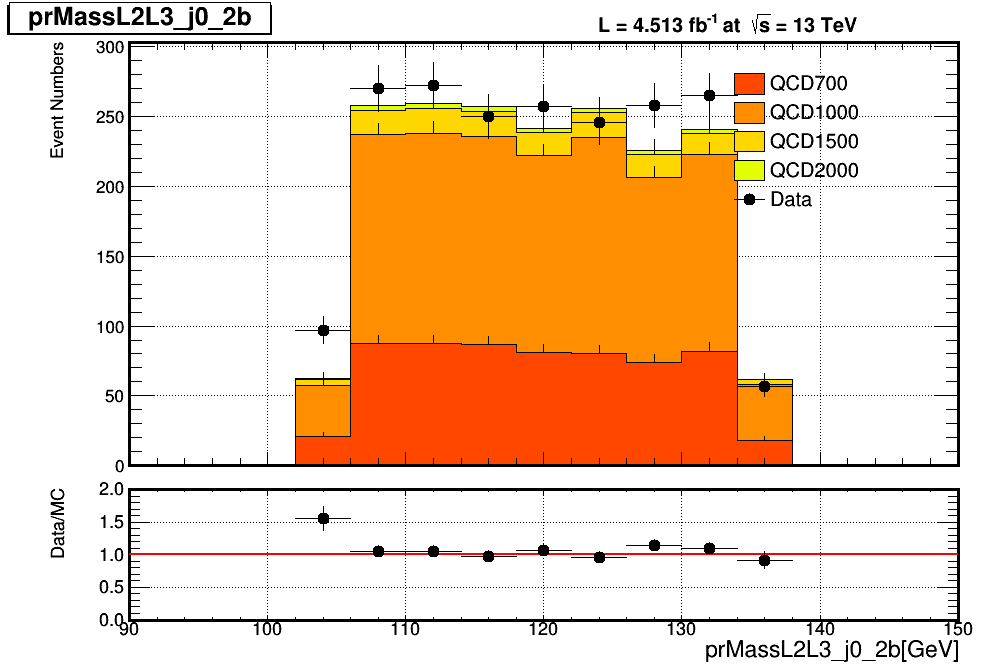 prMassL2L3_j0_2b
L = 4.513 fb⁻¹ at √s = 13 TeV
Event Numbers
300
250
200
150
100
50
0
QCD700
QCD1000
QCD1500
QCD2000
Data
Data/MC
2.0
1.5
1.0
0.5
0.0
90 100 110 120 130 140 150
prMassL2L3_j0_2b[GeV]